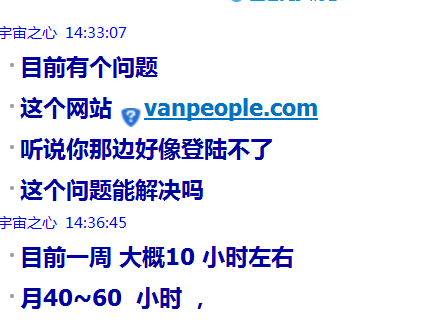 宇宙之心 14:33:07
目前有个问题
这个网站 vanpeople.com
听说你那边好像登陆不了
这个问题能解决吗
宇宙之心 14:36:45
目前一周 大概10 小时左右
月40~60 小时 ，